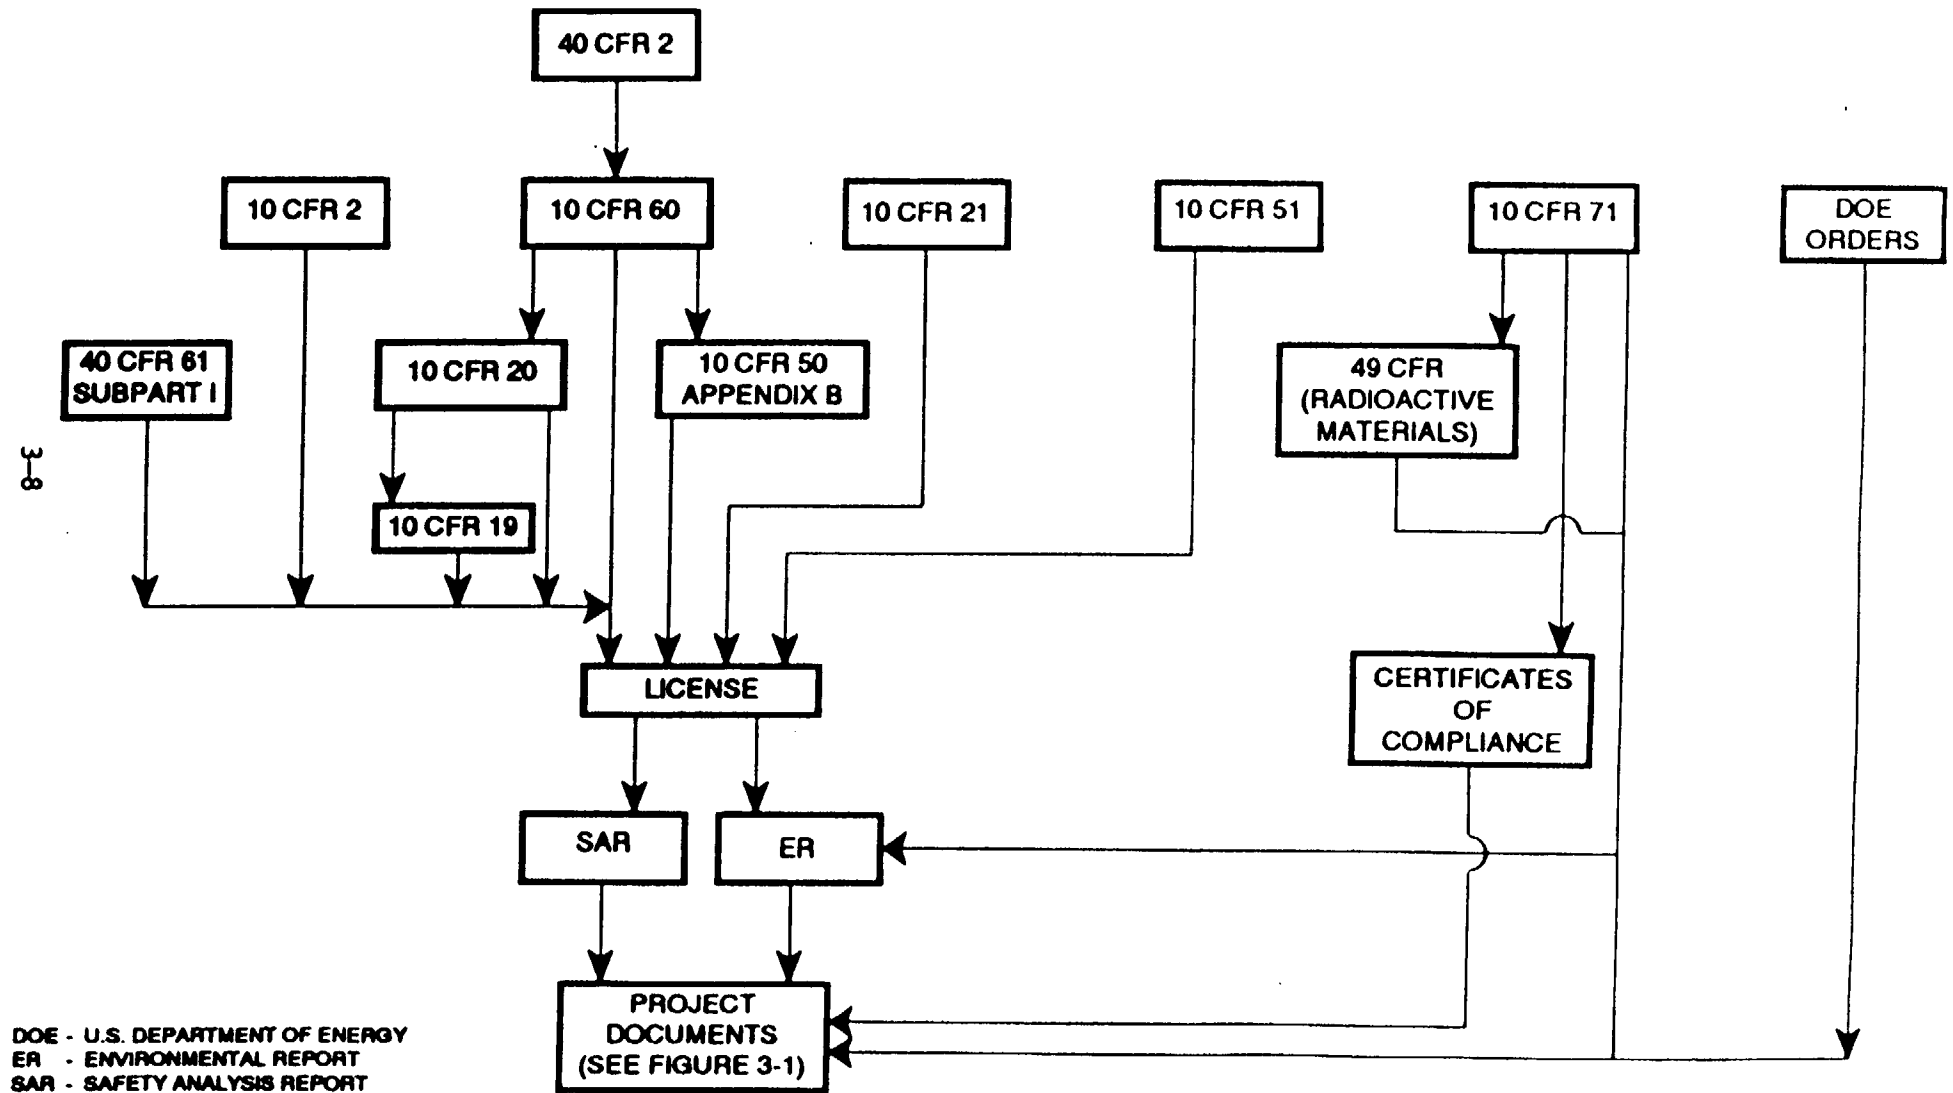 40 CFR 2
10 CFR 2
10 CFR 60
10 CFR 21
10 CFR 51
10 CFR 71
DOE
ORDERS
40 CFR 61
SUBPART I
10 CFR 20
10 CFR 50
APPENDIX B
49 CFR
(RADIOACTIVE
MATERIALS)
3-8
10 CFR 19
LICENSE
CERTIFICATES
OF
COMPLIANCE
SAR
ER
PROJECT
DOCUMENTS
(SEE FIGURE 3-1)
DOE - U.S. DEPARTMENT OF ENERGY
ER - ENVIRONMENTAL REPORT
SAR - SAFETY ANALYSIS REPORT